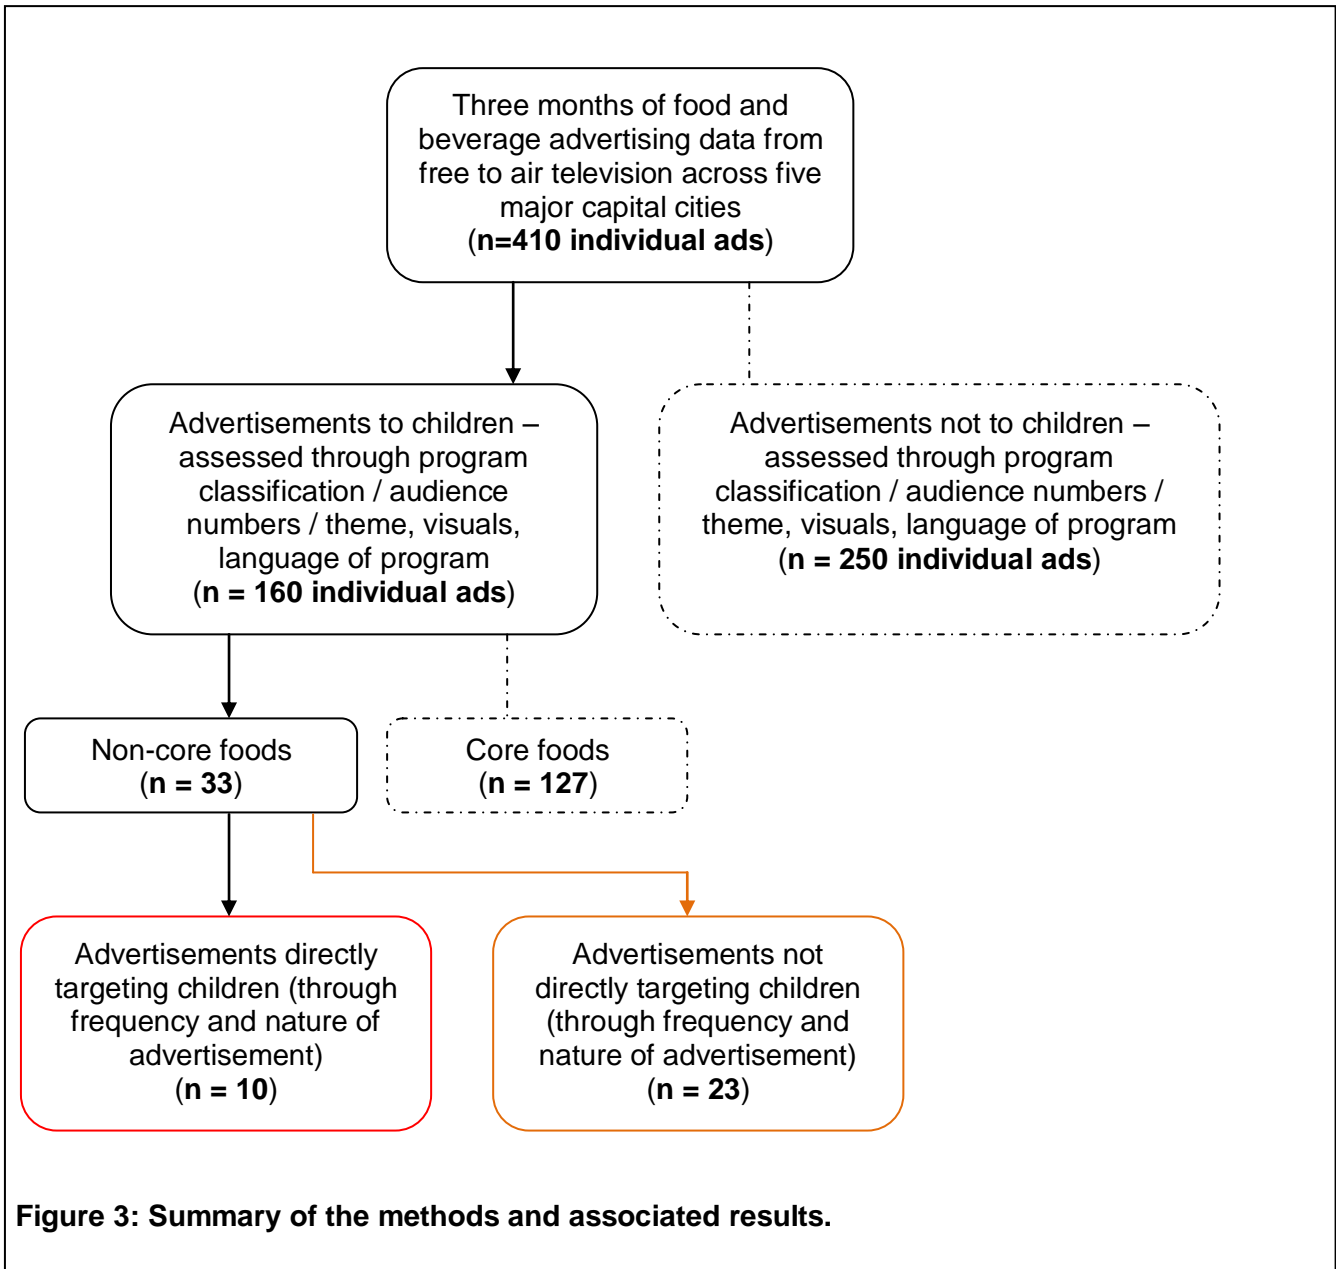 Three months of food and
beverage advertising data from
free to air television across five
major capital cities
(n=410 individual ads)
Advertisements to children –
assessed through program
classification / audience
numbers / theme, visuals,
language of program
(n = 160 individual ads)
Advertisements not to children –
assessed through program
classification / audience numbers /
theme, visuals, language of program
(n = 250 individual ads)
Non-core foods
(n = 33)
Core foods
(n = 127)
Advertisements directly
targeting children (through
frequency and nature of
advertisement)
(n = 10)
Advertisements not
directly targeting children
(through frequency and
nature of advertisement)
(n = 23)
Figure 3: Summary of the methods and associated results.